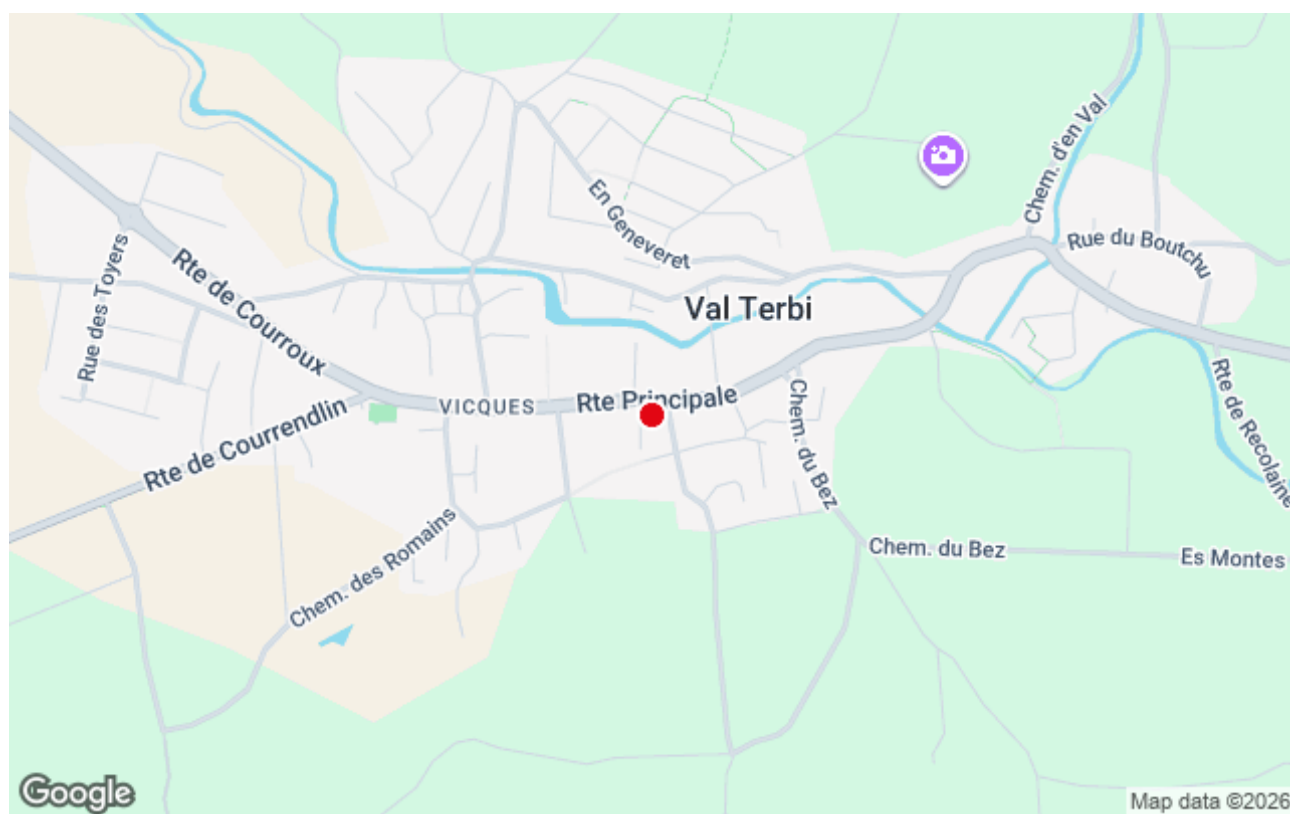 Chem. d'en Val
Rue du Boutchu
En Geneveret
Rue des Toyers
Rte de Courroux
Val Terbi
VICQUES
Rte Principale
Rte de Courrendlin
Chem. du Bez
Rte de Recolaine
Chem. des Romains
Chem. du Bez
Es Montes
Google
Map data ©2026